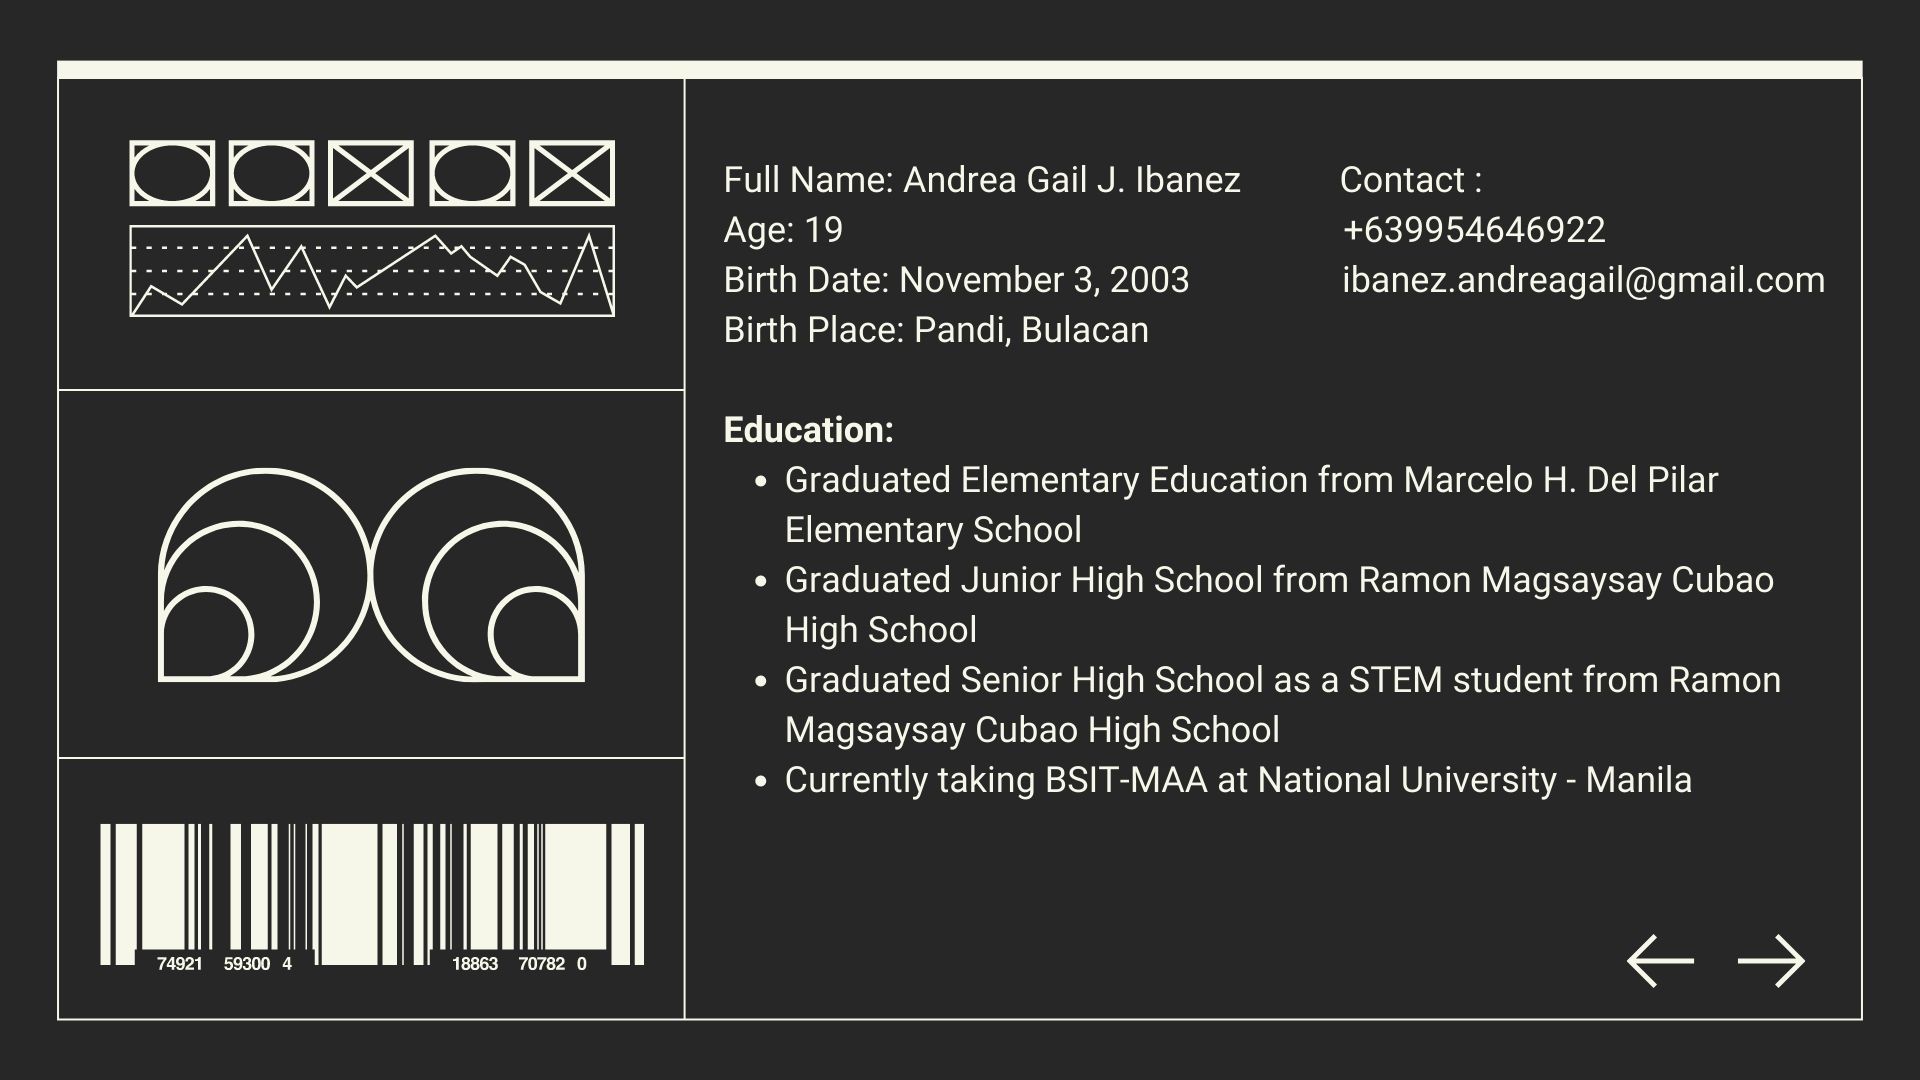 Full Name: Andrea Gail J. Ibanez
Age: 19
Birth Date: November 3, 2003
Birth Place: Pandi, Bulacan
Contact :
+639954646922
ibanez.andreagail@gmail.com
Education:
• Graduated Elementary Education from Marcelo H. Del Pilar
Elementary School
• Graduated Junior High School from Ramon Magsaysay Cubao
High School
• Graduated Senior High School as a STEM student from Ramon
Magsaysay Cubao High School
• Currently taking BSIT-MAA at National University - Manila
74921 59300 4 18863 70782 0